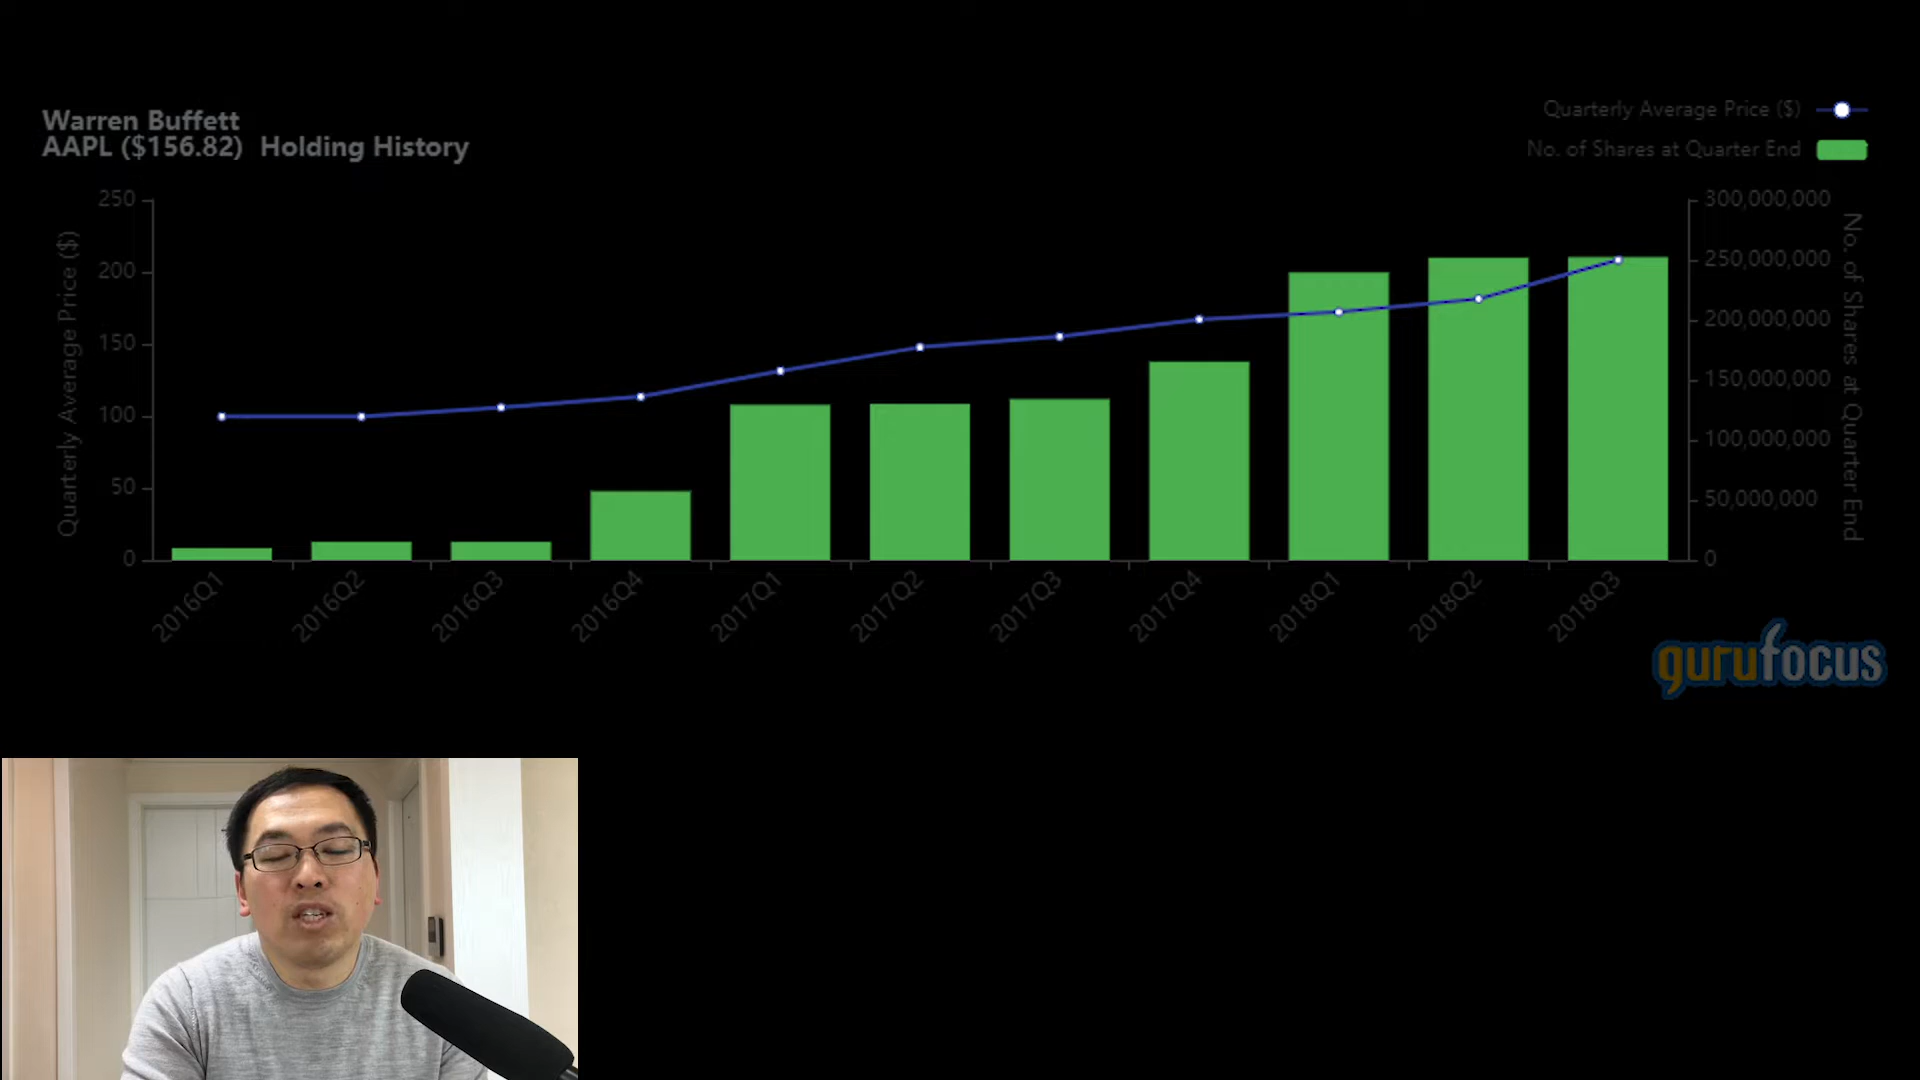 Warren Buffett
AAPL ($156.82) Holding History
Quarterly Average Price ($)
No. of Shares at Quarter End
Quarterly Average Price ($)
250
200
150
100
50
0
300,000,000
250,000,000
200,000,000
150,000,000
100,000,000
50,000,000
0
No. of Shares at Quarter End
2016Q1
2016Q2
2016Q3
2016Q4
2017Q1
2017Q2
2017Q3
2017Q4
2018Q1
2018Q2
2018Q3
gurufocus